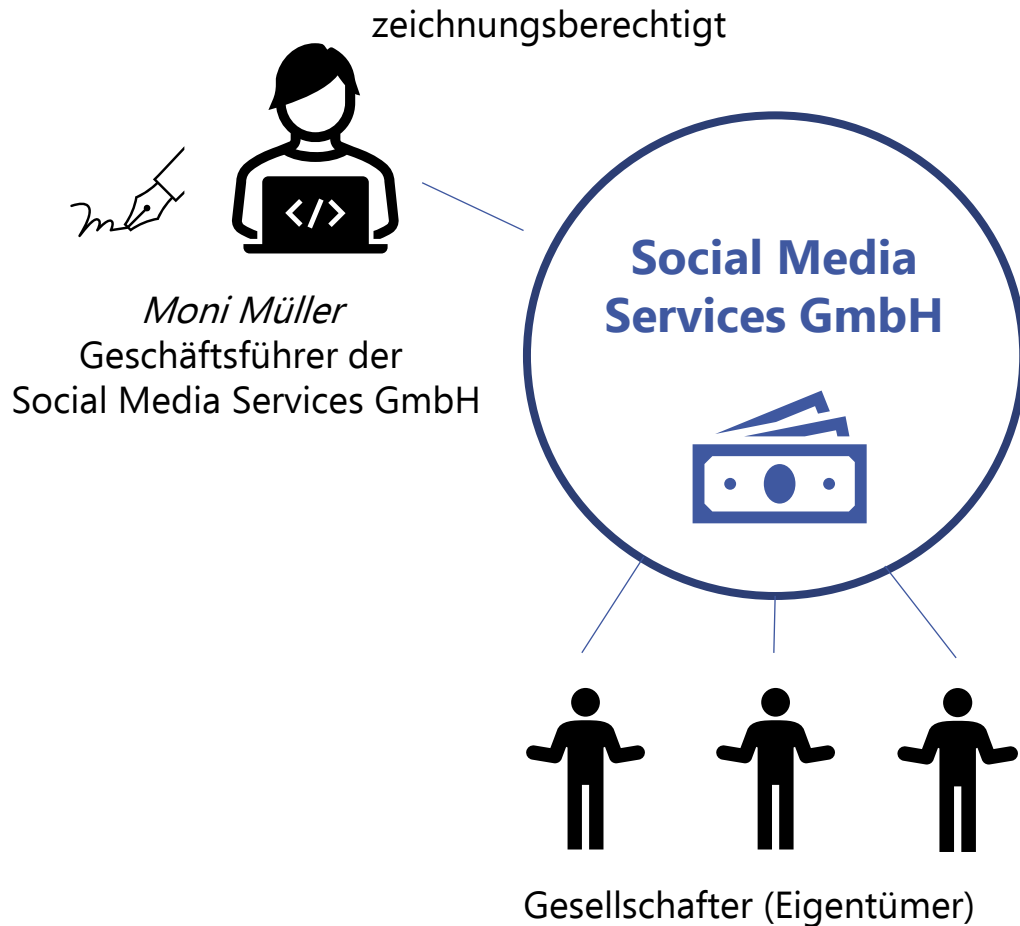 zeichnungsberechtigt
Social Media
Services GmbH
</>
Moni Müller
Geschäftsführer der
Social Media Services GmbH
Gesellschafter (Eigentümer)